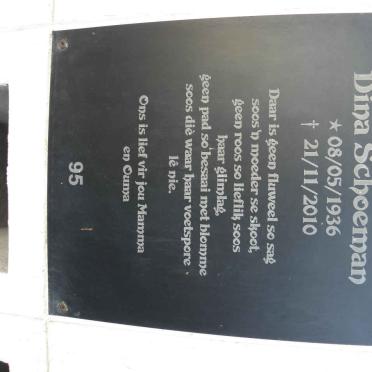 Dina Schoeman
★ 08/05/1936
† 21/11/2010
Daar is geen fluweel so sag
soos 'n moeder se skoot,
geen roos so lieflik, soos
haar glimlag,
geen pad so besaai met blomme
soos diè waar haar voetspore
lê nie.
Ons is lief vir jou Mamma
en Ouma
95